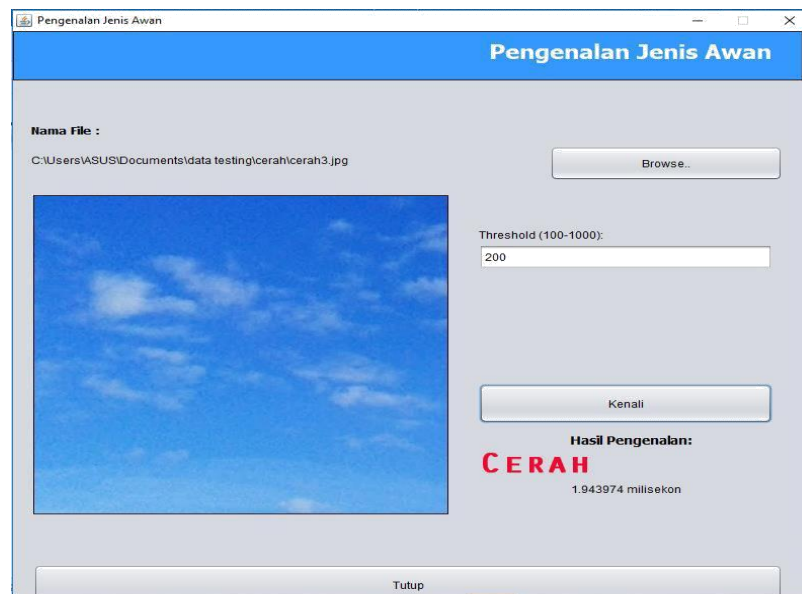 Pengenalan Jenis Awan
Pengenalan Jenis Awan
Nama File :
C:\Users\ASUS\Documents\data testing\cerah\cerah3.jpg
Browse..
Threshold (100-1000):
200
Kenali
Hasil Pengenalan:
CERAH
1.943974 milisekon
Tutup